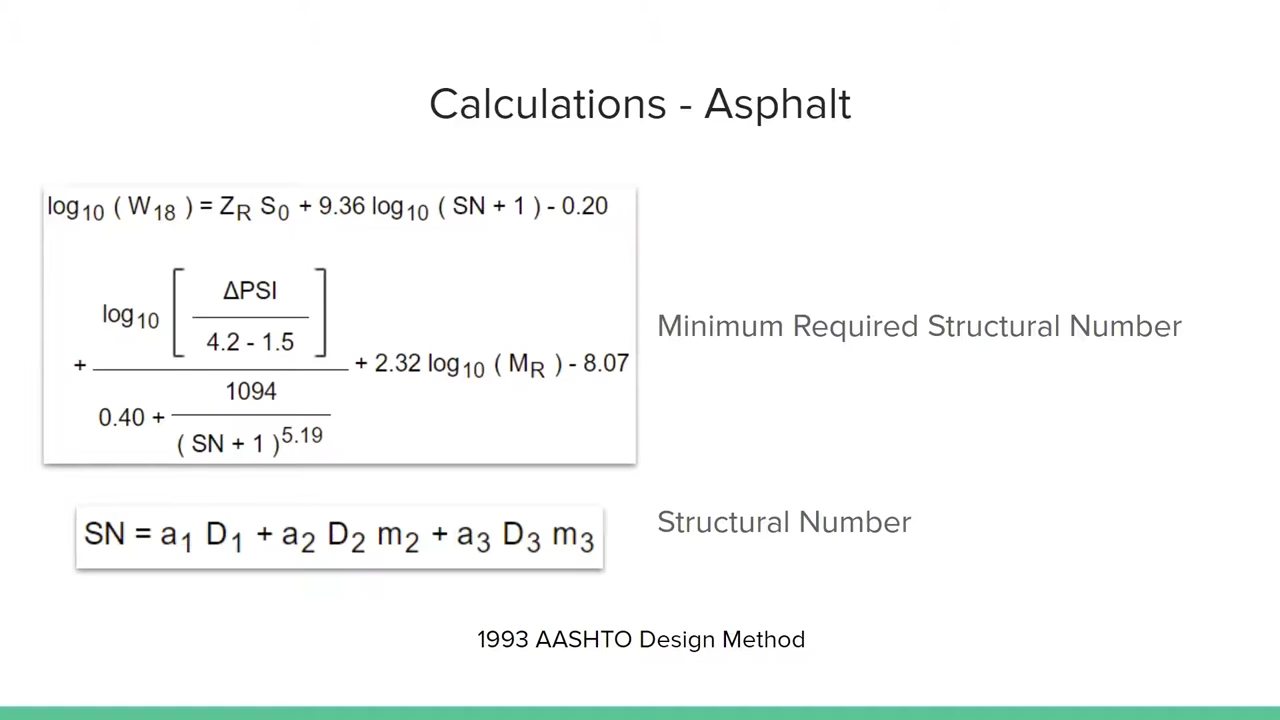 Calculations - Asphalt
log10 ( W18 ) = ZR S0 + 9.36 log10 ( SN + 1 ) - 0.20
+ log10 [ ΔPSI / 4.2 - 1.5 ] / 0.40 + 1094 / ( SN + 1 )^5.19 + 2.32 log10 ( MR ) - 8.07
Minimum Required Structural Number
SN = a1 D1 + a2 D2 m2 + a3 D3 m3
Structural Number
1993 AASHTO Design Method